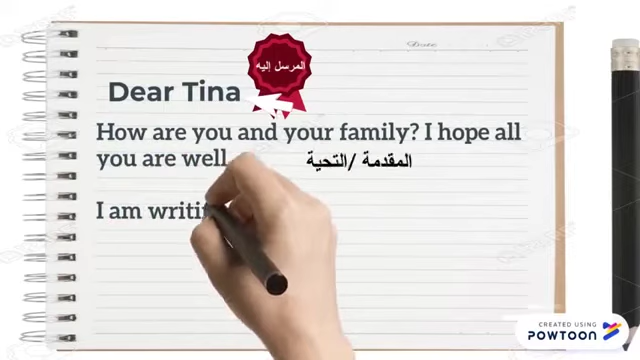 Date
المرسل إليه
Dear Tina
How are you and your family? I hope all
you are well.
المقدمة /التحية
I am writi
CREATED USING
POWTOON